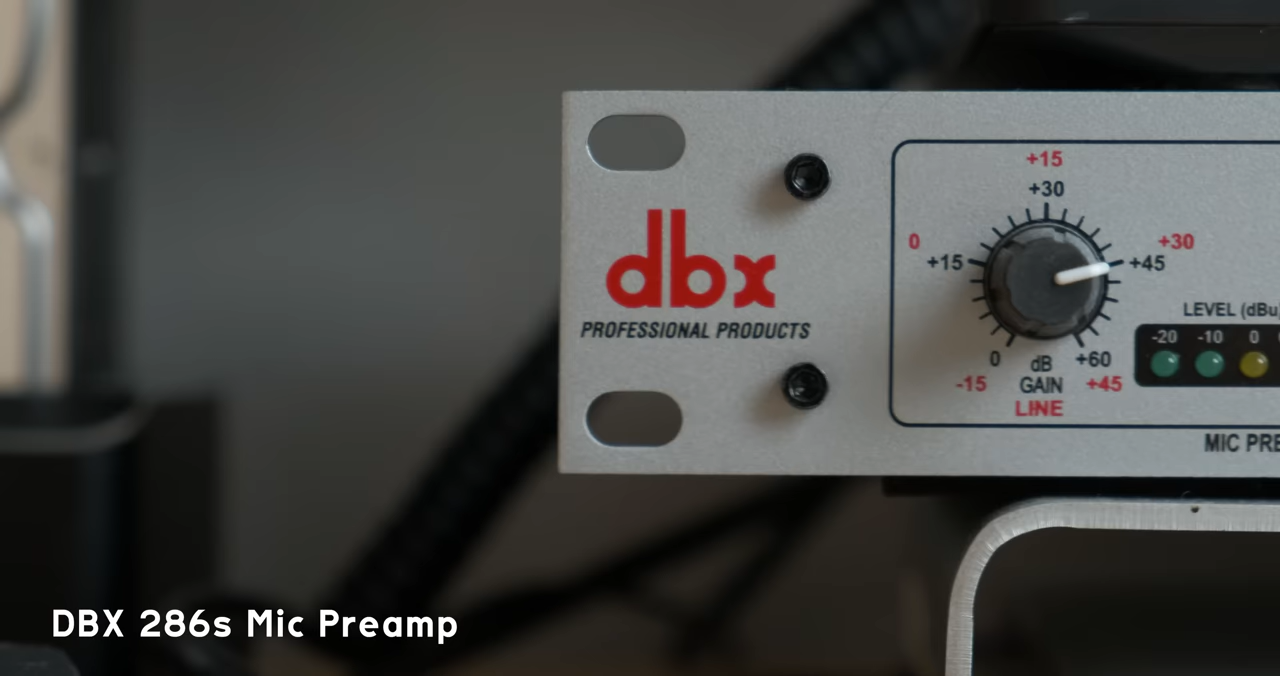 +15
+30
0
+30
+15
+45
LEVEL (dBu
-20 -10 0
dbx
PROFESSIONAL PRODUCTS
0 dB +60
-15 GAIN +45
LINE
MIC PRE
DBX 286s Mic Preamp